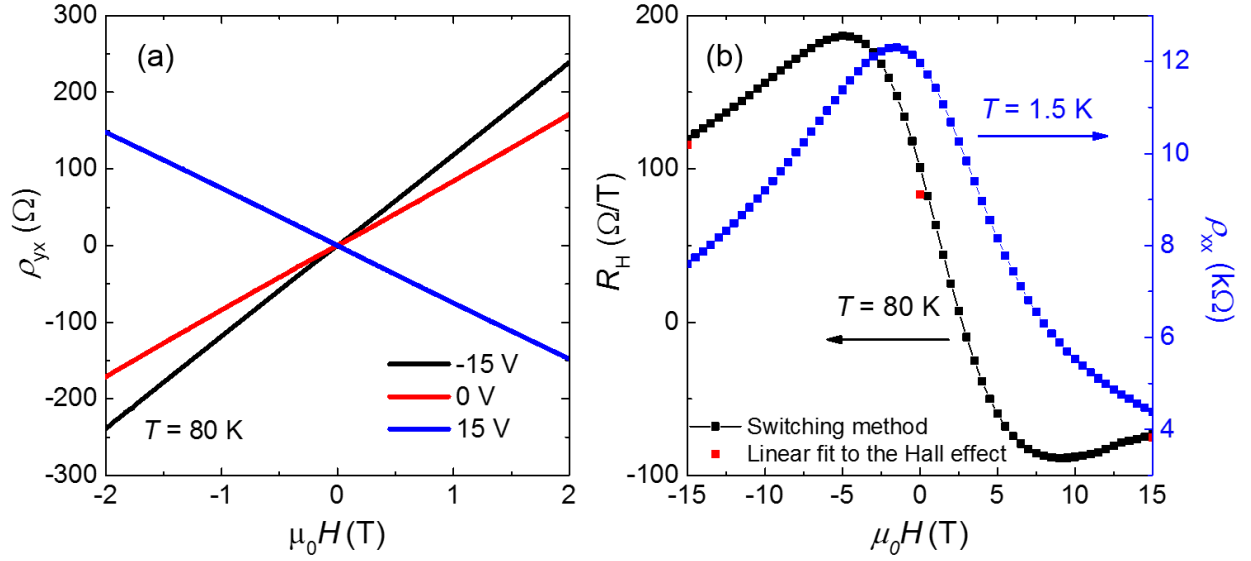 (a)
300
200
100
0
-100
-200
-300
ρyx (Ω)
-15 V
0 V
15 V
T = 80 K
-2
-1
0
1
2
μ0H (T)
(b)
200
100
0
-100
RH (Ω/T)
T = 1.5 K
T = 80 K
Switching method
Linear fit to the Hall effect
12
10
8
6
4
ρxx (kΩ)
-15
-10
-5
0
5
10
15
μ0H (T)